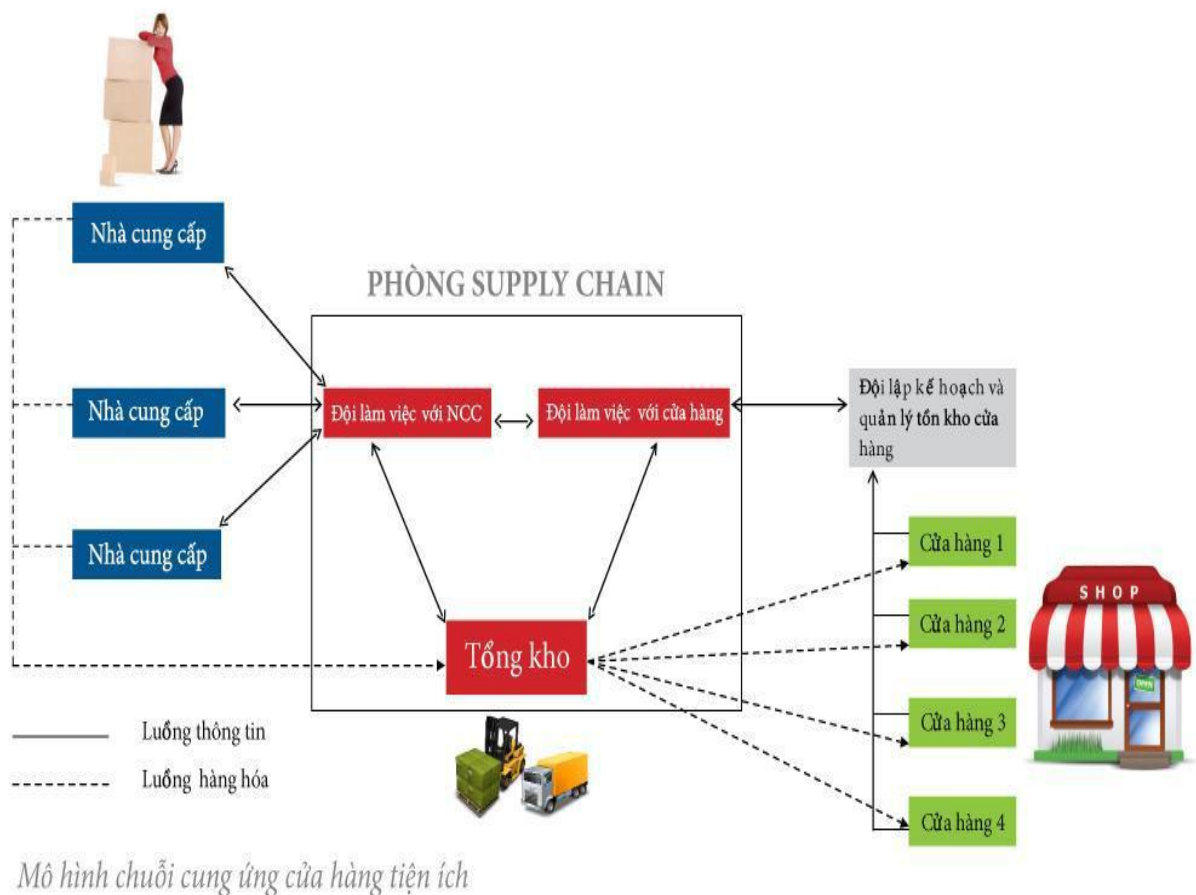 Nhà cung cấp
PHÒNG SUPPLY CHAIN
Nhà cung cấp
Đội làm việc với NCC
Đội làm việc với cửa hàng
Đội lập kế hoạch và
quản lý tồn kho cửa
hàng
Nhà cung cấp
Cửa hàng 1
Cửa hàng 2
Cửa hàng 3
Cửa hàng 4
SHOP
OPEN
Tổng kho
Luồng thông tin
Luồng hàng hóa
Mô hình chuỗi cung ứng cửa hàng tiện ích